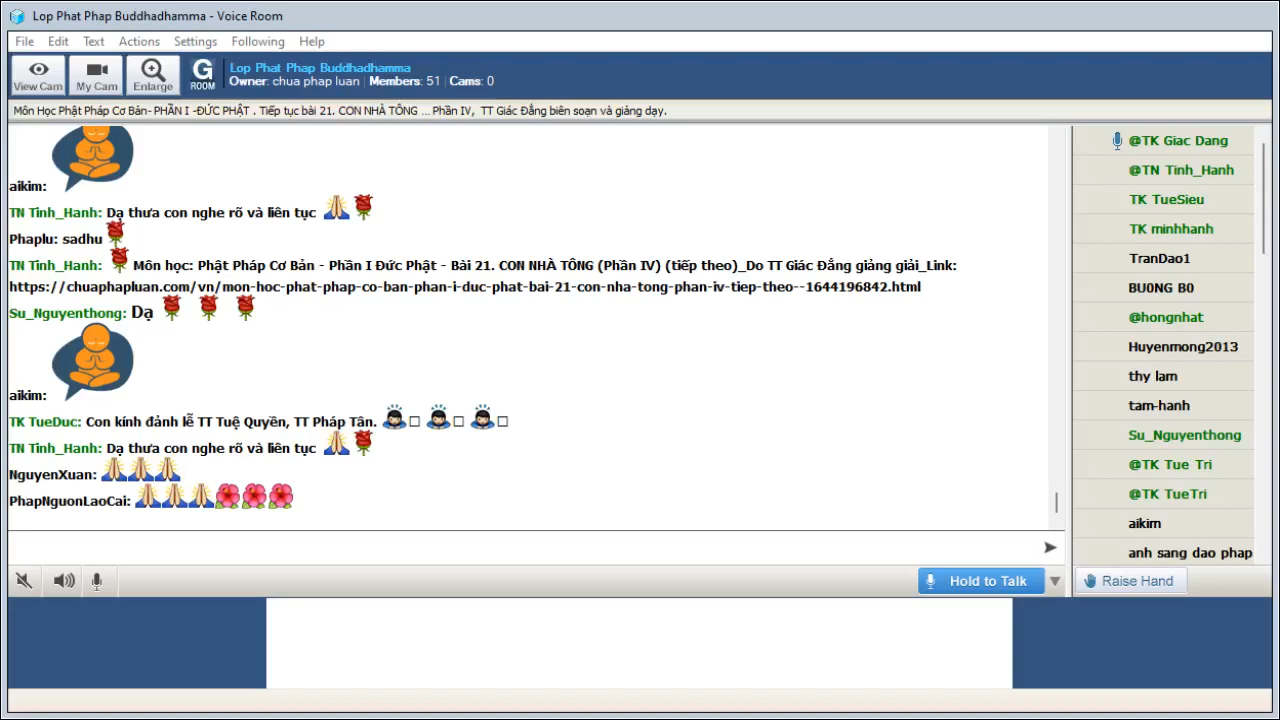 Lop Phat Phap Buddhadhamma - Voice Room
File Edit Text Actions Settings Following Help
View Cam My Cam Enlarge G ROOM
Lop Phat Phap Buddhadhamma
Owner: chua phap luan | Members: 51 | Cams: 0
Môn Học Phật Pháp Cơ Bản- PHẦN I -ĐỨC PHẬT . Tiếp tục bài 21. CON NHÀ TÔNG ... Phần IV, TT Giác Đẳng biên soạn và giảng dạy.
aikim:
TN Tinh_Hanh: Dạ thưa con nghe rõ và liên tục
Phaplu: sadhu
TN Tinh_Hanh: Môn học: Phật Pháp Cơ Bản - Phần I Đức Phật - Bài 21. CON NHÀ TÔNG (Phần IV) (tiếp theo)_Do TT Giác Đẳng giảng giải_Link:
https://chuaphapluan.com/vn/mon-hoc-phat-phap-co-ban-phan-i-duc-phat-bai-21-con-nha-tong-phan-iv-tiep-theo--1644196842.html
Su_Nguyenthong: Dạ
aikim:
TK TueDuc: Con kính đảnh lễ TT Tuệ Quyền, TT Pháp Tân.
TN Tinh_Hanh: Dạ thưa con nghe rõ và liên tục
NguyenXuan:
PhapNguonLaoCai:
@TK Giac Dang
@TN Tinh_Hanh
TK TueSieu
TK minhhanh
TranDao1
BU0NG B0
@hongnhat
Huyenmong2013
thy lam
tam-hanh
Su_Nguyenthong
@TK Tue Tri
@TK TueTri
aikim
anh sang dao phap
Hold to Talk
Raise Hand